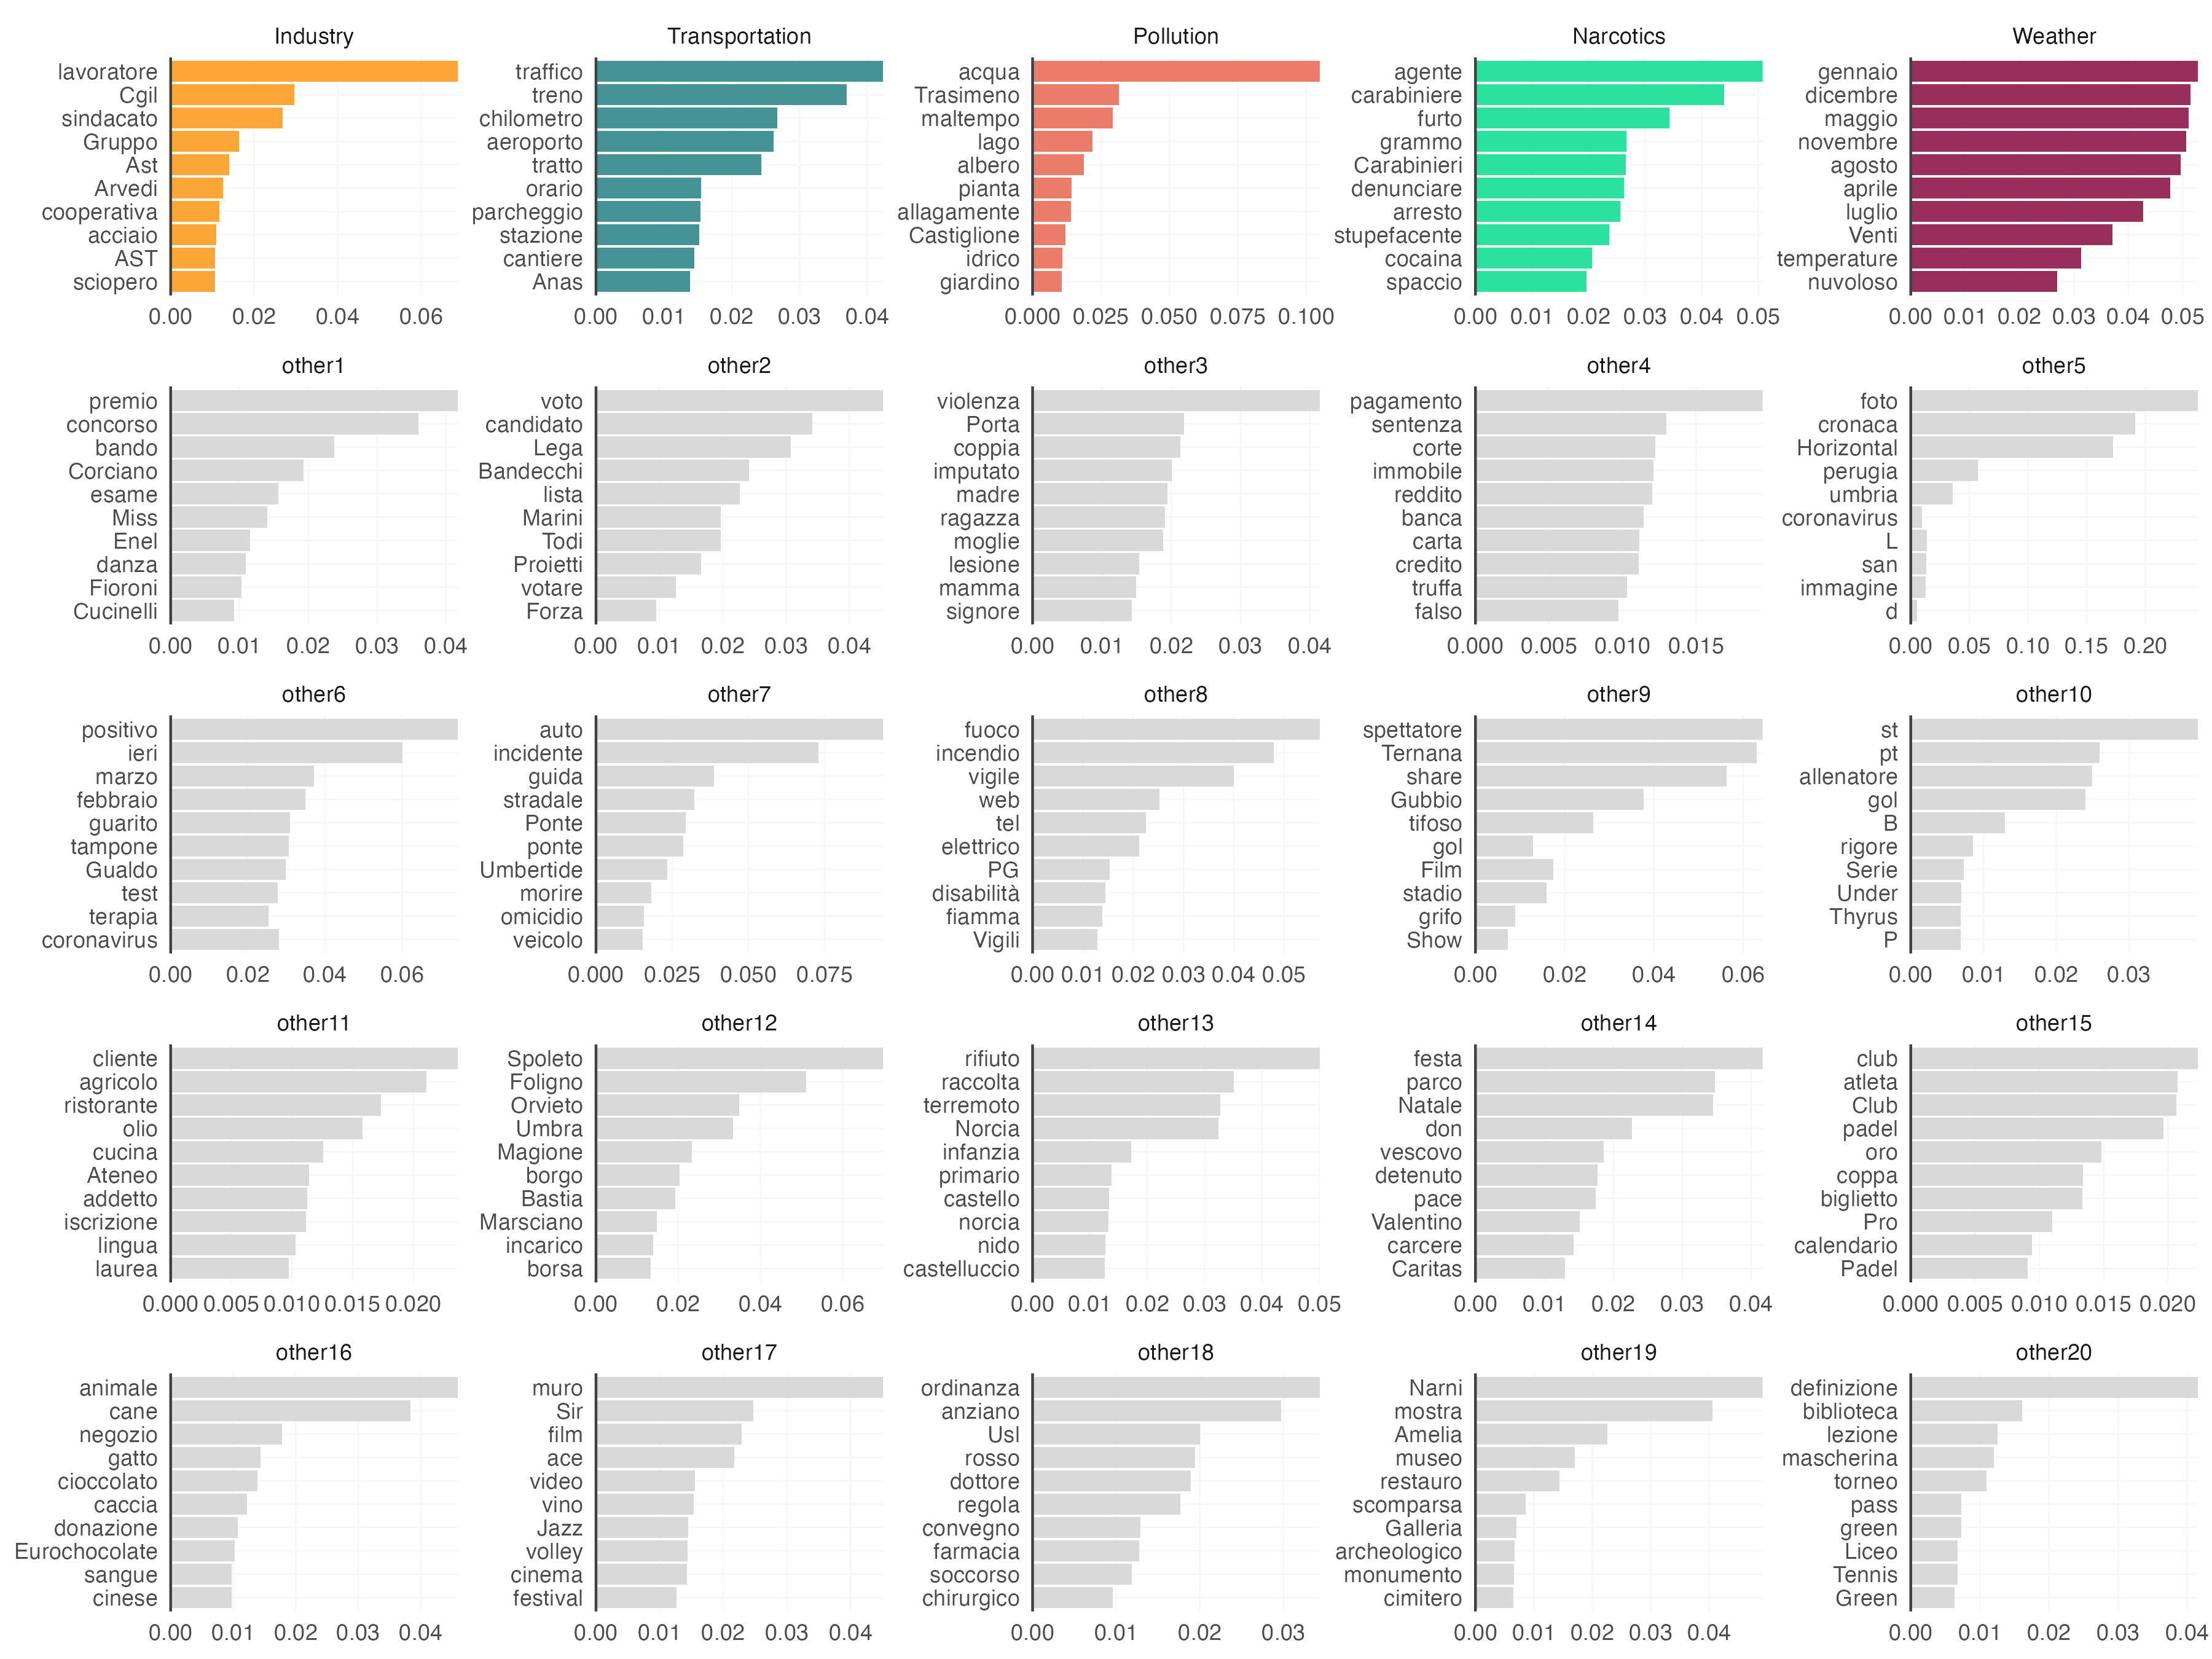 Industry
lavoratore
Cgil
sindacato
Gruppo
Ast
Arvedi
cooperativa
acciaio
AST
sciopero
0.00 0.02 0.04 0.06
Transportation
traffico
treno
chilometro
aeroporto
tratto
orario
parcheggio
stazione
cantiere
Anas
0.00 0.01 0.02 0.03 0.04
Pollution
acqua
Trasimeno
maltempo
lago
albero
pianta
allagamente
Castiglione
idrico
giardino
0.000 0.025 0.050 0.075 0.100
Narcotics
agente
carabiniere
furto
grammo
Carabinieri
denunciare
arresto
stupefacente
cocaina
spaccio
0.00 0.01 0.02 0.03 0.04 0.05
Weather
gennaio
dicembre
maggio
novembre
agosto
aprile
luglio
Venti
temperature
nuvoloso
0.00 0.01 0.02 0.03 0.04 0.05
other1
premio
concorso
bando
Corciano
esame
Miss
Enel
danza
Fioroni
Cucinelli
0.00 0.01 0.02 0.03 0.04
other2
voto
candidato
Lega
Bandecchi
lista
Marini
Todi
Proietti
votare
Forza
0.00 0.01 0.02 0.03 0.04
other3
violenza
Porta
coppia
imputato
madre
ragazza
moglie
lesione
mamma
signore
0.00 0.01 0.02 0.03 0.04
other4
pagamento
sentenza
corte
immobile
reddito
banca
carta
credito
truffa
falso
0.000 0.005 0.010 0.015
other5
foto
cronaca
Horizontal
perugia
umbria
coronavirus
L
san
immagine
d
0.00 0.05 0.10 0.15 0.20
other6
positivo
ieri
marzo
febbraio
guarito
tampone
Gualdo
test
terapia
coronavirus
0.00 0.02 0.04 0.06
other7
auto
incidente
guida
stradale
Ponte
ponte
Umbertide
morire
omicidio
veicolo
0.000 0.025 0.050 0.075
other8
fuoco
incendio
vigile
web
tel
elettrico
PG
disabilità
fiamma
Vigili
0.00 0.01 0.02 0.03 0.04 0.05
other9
spettatore
Ternana
share
Gubbio
tifoso
gol
Film
stadio
grifo
Show
0.00 0.02 0.04 0.06
other10
st
pt
allenatore
gol
B
rigore
Serie
Under
Thyrus
P
0.00 0.01 0.02 0.03
other11
cliente
agricolo
ristorante
olio
cucina
Ateneo
addetto
iscrizione
lingua
laurea
0.000 0.005 0.010 0.015 0.020
other12
Spoleto
Foligno
Orvieto
Umbra
Magione
borgo
Bastia
Marsciano
incarico
borsa
0.00 0.02 0.04 0.06
other13
rifiuto
raccolta
terremoto
Norcia
infanzia
primario
castello
norcia
nido
castelluccio
0.00 0.01 0.02 0.03 0.04 0.05
other14
festa
parco
Natale
don
vescovo
detenuto
pace
Valentino
carcere
Caritas
0.00 0.01 0.02 0.03 0.04
other15
club
atleta
Club
padel
oro
coppa
biglietto
Pro
calendario
Padel
0.000 0.005 0.010 0.015 0.020
other16
animale
cane
negozio
gatto
cioccolato
caccia
donazione
Eurochocolate
sangue
cinese
0.00 0.01 0.02 0.03 0.04
other17
muro
Sir
film
ace
video
vino
Jazz
volley
cinema
festival
0.00 0.01 0.02 0.03 0.04
other18
ordinanza
anziano
Usl
rosso
dottore
regola
convegno
farmacia
soccorso
chirurgico
0.00 0.01 0.02 0.03
other19
Narni
mostra
Amelia
museo
restauro
scomparsa
Galleria
archeologico
monumento
cimitero
0.00 0.01 0.02 0.03 0.04
other20
definizione
biblioteca
lezione
mascherina
torneo
pass
green
Liceo
Tennis
Green
0.00 0.01 0.02 0.03 0.04